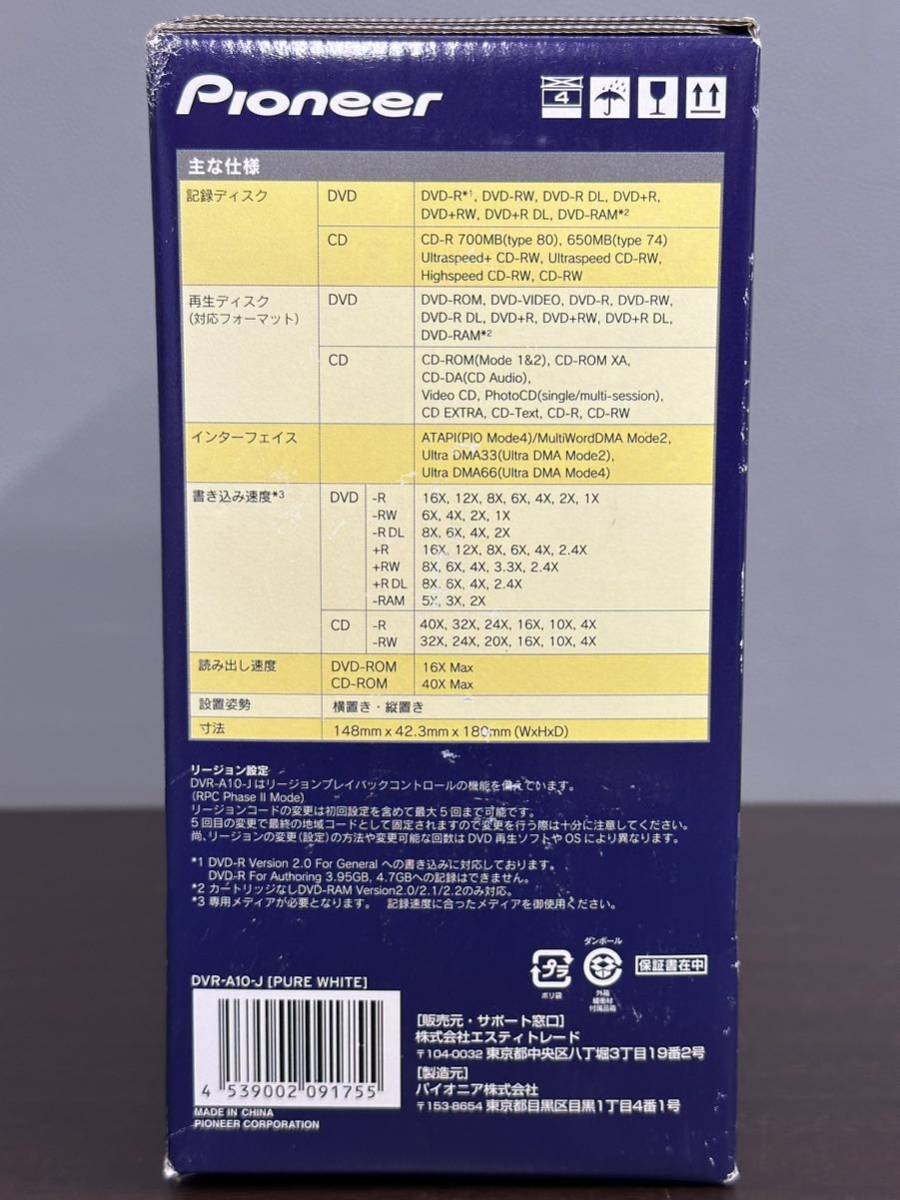 Pioneer
4
主な仕様
記録ディスク DVD DVD-R*1, DVD-RW, DVD-R DL, DVD+R,
DVD+RW, DVD+R DL, DVD-RAM*2
CD CD-R 700MB(type 80), 650MB(type 74)
Ultraspeed+ CD-RW, Ultraspeed CD-RW,
Highspeed CD-RW, CD-RW
再生ディスク DVD DVD-ROM, DVD-VIDEO, DVD-R, DVD-RW,
(対応フォーマット) DVD-R DL, DVD+R, DVD+RW, DVD+R DL,
DVD-RAM*2
CD CD-ROM(Mode 1&2), CD-ROM XA,
CD-DA(CD Audio),
Video CD, PhotoCD(single/multi-session),
CD EXTRA, CD-Text, CD-R, CD-RW
インターフェイス ATAPI(PIO Mode4)/MultiWordDMA Mode2,
Ultra DMA33(Ultra DMA Mode2),
Ultra DMA66(Ultra DMA Mode4)
書き込み速度*3 DVD -R 16X, 12X, 8X, 6X, 4X, 2X, 1X
-RW 6X, 4X, 2X, 1X
-R DL 8X, 6X, 4X, 2X
+R 16X, 12X, 8X, 6X, 4X, 2.4X
+RW 8X, 6X, 4X, 3.3X, 2.4X
+R DL 8X, 6X, 4X, 2.4X
-RAM 5X, 3X, 2X
CD -R 40X, 32X, 24X, 16X, 10X, 4X
-RW 32X, 24X, 20X, 16X, 10X, 4X
読み出し速度 DVD-ROM 16X Max
CD-ROM 40X Max
設置姿勢 横置き・縦置き
寸法 148mm x 42.3mm x 180mm (WxHxD)
リージョン設定
DVR-A10-Jはリージョンプレイバックコントロールの機能を備えています。
(RPC Phase II Mode)
リージョンコードの変更は初回設定を含めて最大5回まで可能です。
5回目の変更で最終の地域コードとして固定されますので変更を行う際は十分に注意してください。
尚、リージョンの変更(設定)の方法や変更可能な回数はDVD再生ソフトやOSにより異なります。
*1 DVD-R Version 2.0 For General への書き込みに対応しております。
DVD-R For Authoring 3.95GB, 4.7GBへの記録はできません。
*2 カートリッジなしDVD-RAM Version2.0/2.1/2.2のみ対応。
*3 専用メディアが必要となります。 記録速度に合ったメディアを御使用ください。
ダンボール
プラ
ポリ袋
外箱
緩衝材
付属品箱
保証書在中
DVR-A10-J [PURE WHITE]
4 539002 091755
MADE IN CHINA
PIONEER CORPORATION
[販売元・サポート窓口]
株式会社エスティトレード
〒104-0032 東京都中央区八丁堀3丁目19番2号
[製造元]
パイオニア株式会社
〒153-8654 東京都目黒区目黒1丁目4番1号